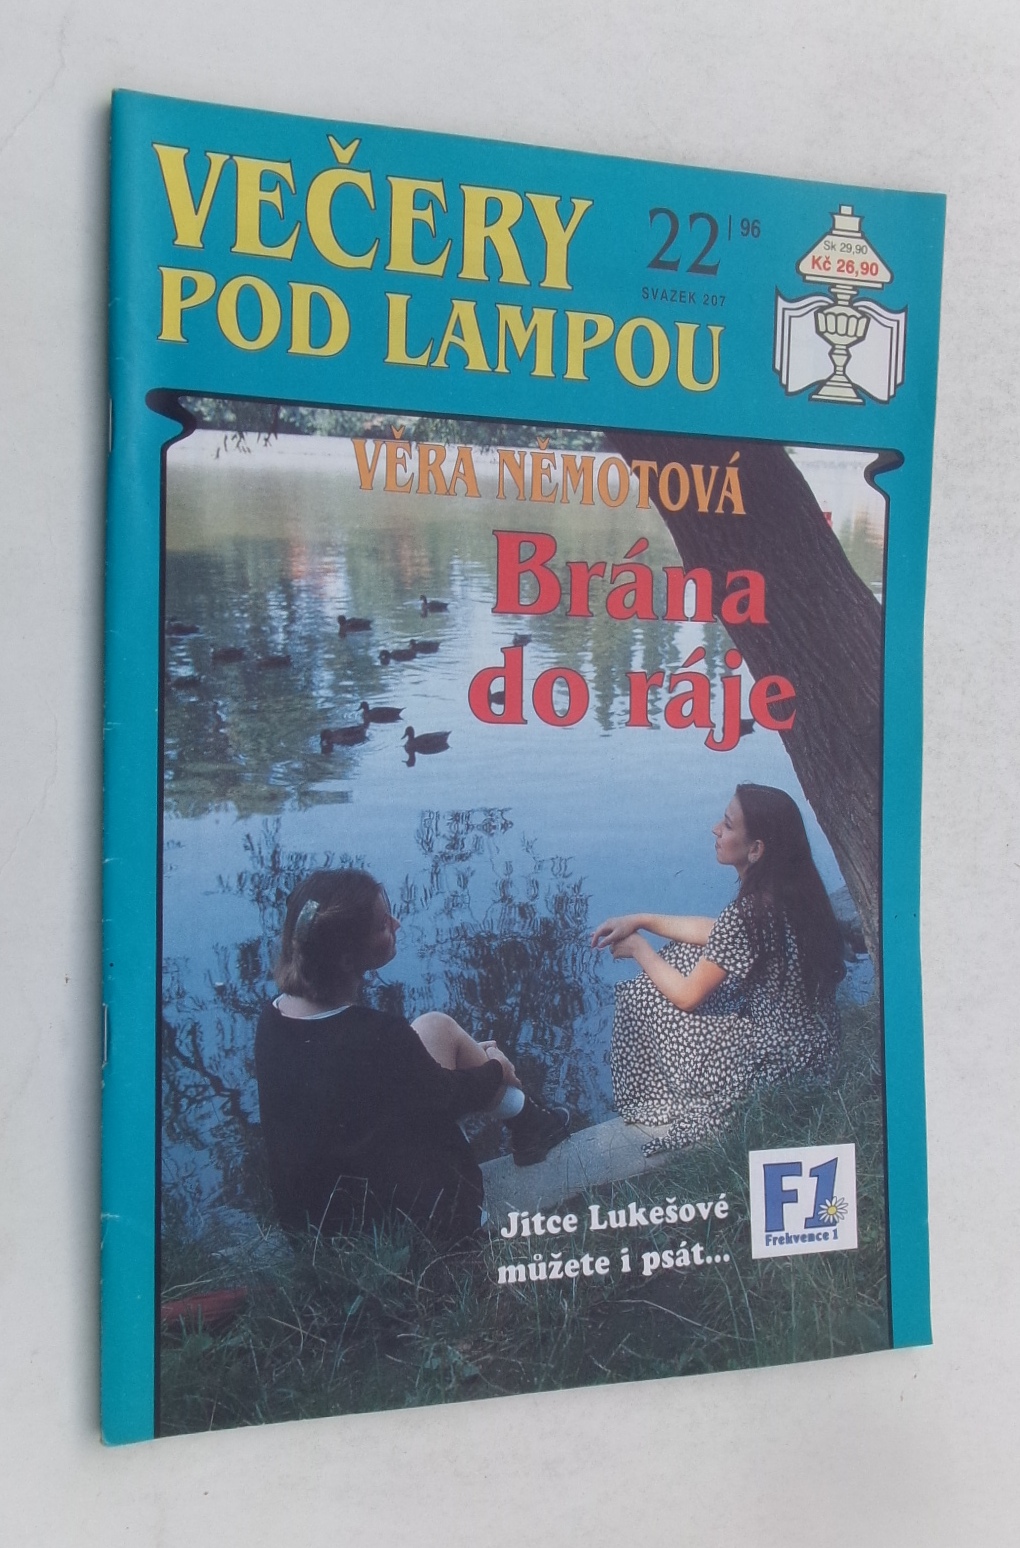 VEČERY
POD LAMPOU
22 | 96
SVAZEK 207
Sk 29,90
Kč 26,90
VĚRA NĚMOTOVÁ
Brána
do ráje
Jitce Lukešové
můžete i psát...
F1
Frekvence 1